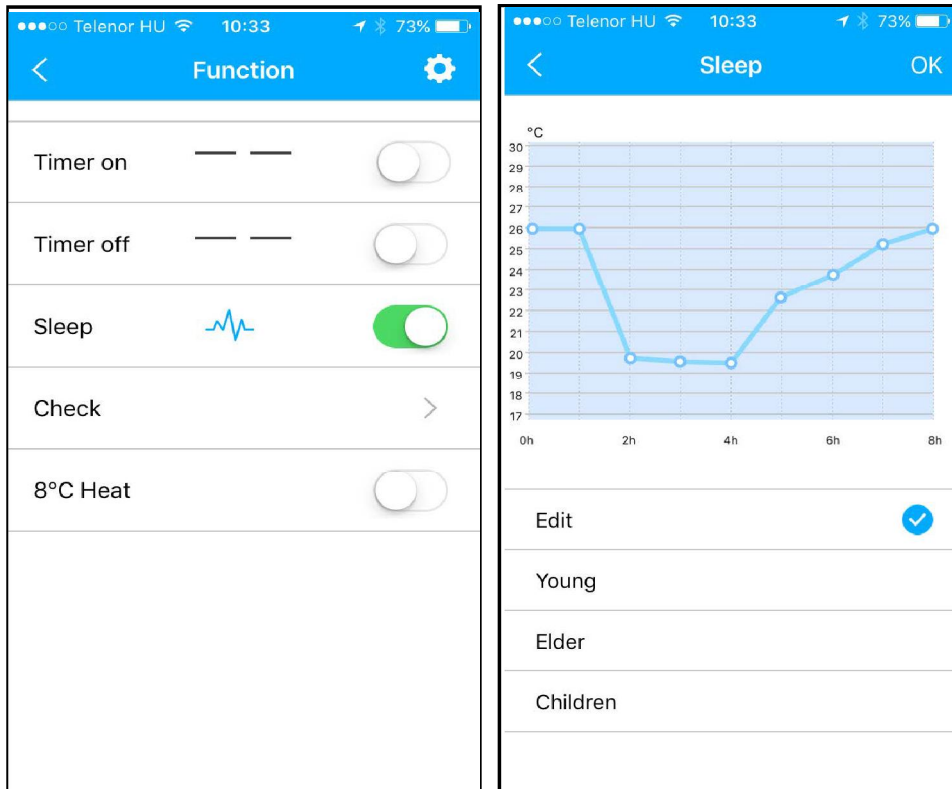 Telenor HU 10:33 73%
Function
Timer on
Timer off
Sleep
Check
8°C Heat
Telenor HU 10:33 73%
Sleep OK
°C
30
29
28
27
26
25
24
23
22
21
20
19
18
17
0h 2h 4h 6h 8h
Edit
Young
Elder
Children